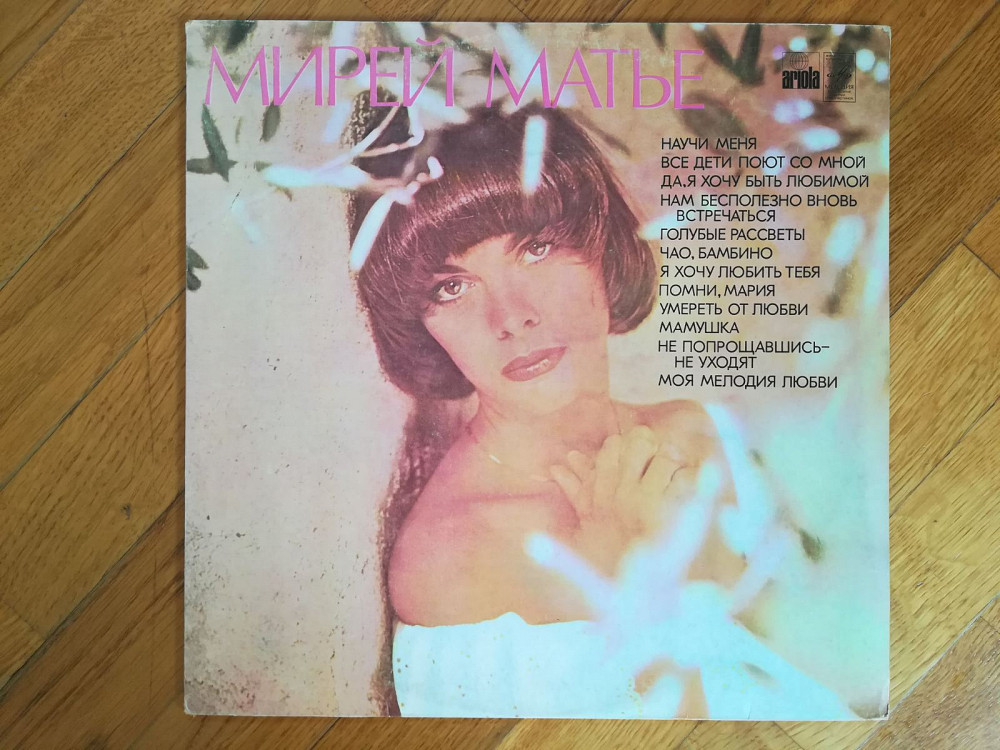 МИРЕЙ МАТЬЕ
ariola
НАУЧИ МЕНЯ
ВСЕ ДЕТИ ПОЮТ СО МНОЙ
ДА, Я ХОЧУ БЫТЬ ЛЮБИМОЙ
НАМ БЕСПОЛЕЗНО ВНОВЬ
ВСТРЕЧАТЬСЯ
ГОЛУБЫЕ РАССВЕТЫ
ЧАО, БАМБИНО
Я ХОЧУ ЛЮБИТЬ ТЕБЯ
ПОМНИ, МАРИЯ
УМЕРЕТЬ ОТ ЛЮБВИ
МАМУШКА
НЕ ПОПРОЩАВШИСЬ–
НЕ УХОДЯТ
МОЯ МЕЛОДИЯ ЛЮБВИ